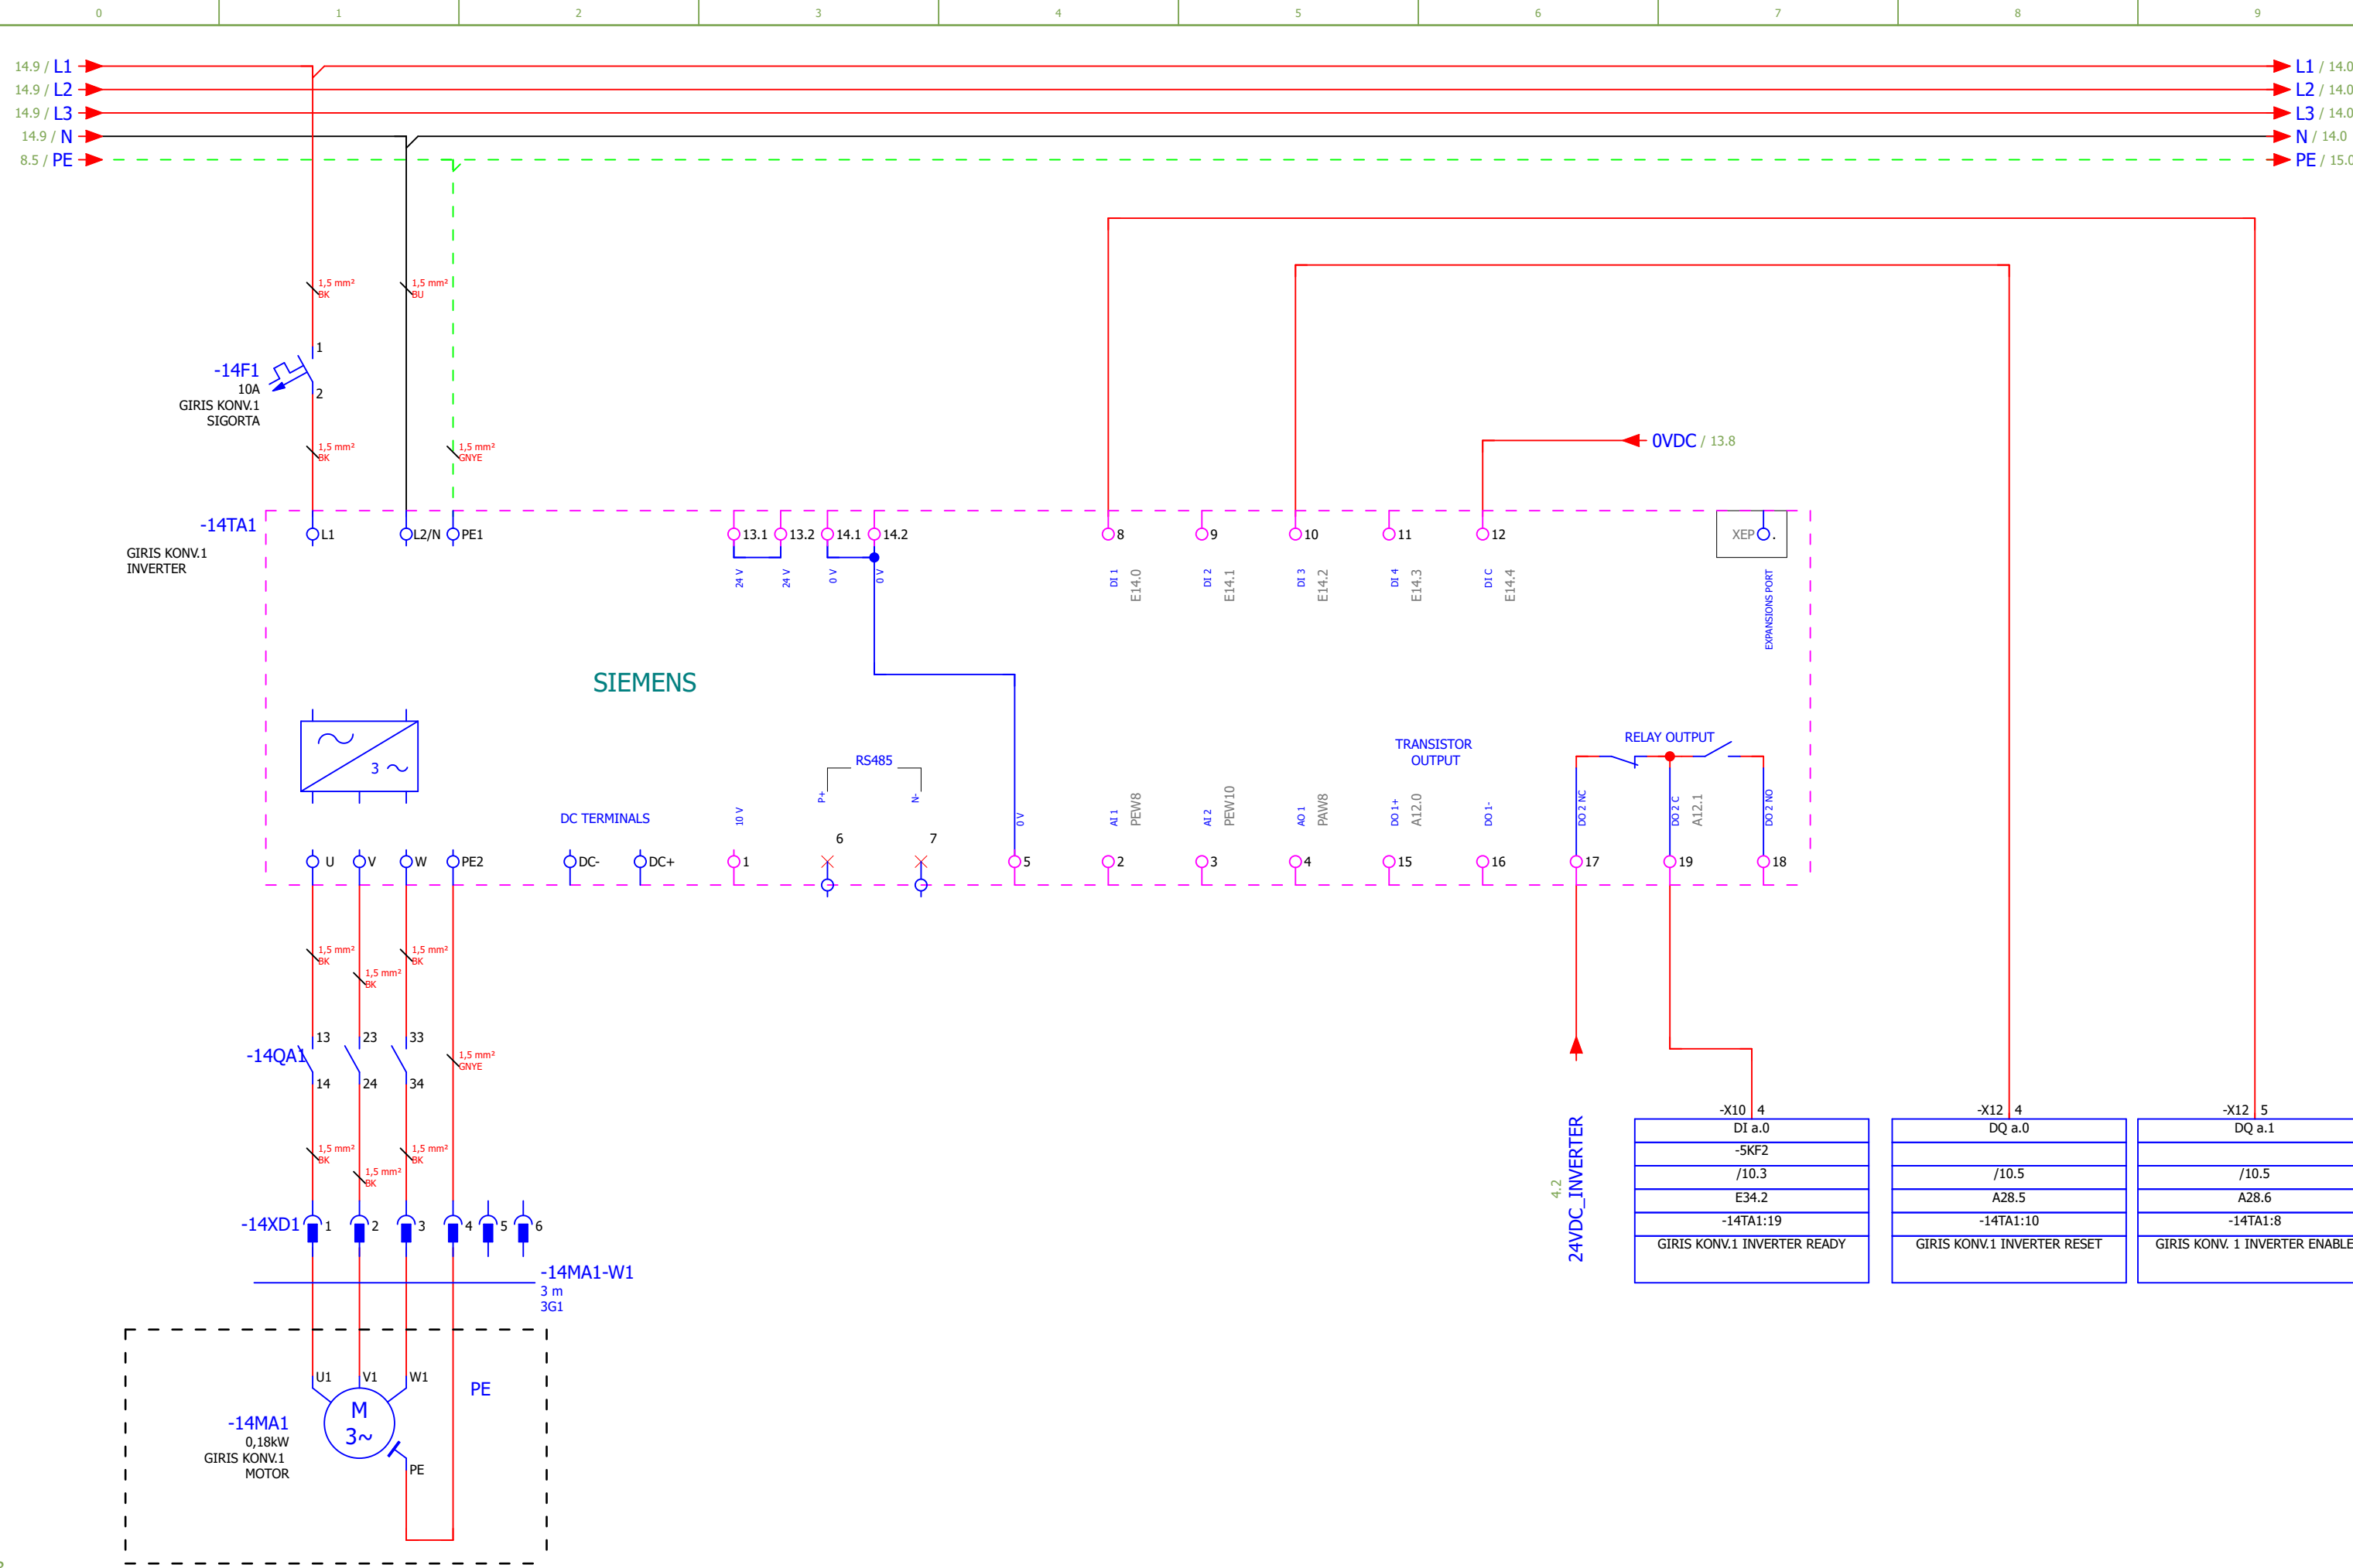 0 1 2 3 4 5 6 7 8 9
14.9 / L1
L1 / 14.0
14.9 / L2
L2 / 14.0
14.9 / L3
L3 / 14.0
14.9 / N
N / 14.0
8.5 / PE
PE / 15.0
1,5 mm²
BK
1,5 mm²
BU
-14F1
10A
GIRIS KONV.1
SIGORTA
1
2
1,5 mm²
BK
1,5 mm²
GNYE
0VDC / 13.8
-14TA1
GIRIS KONV.1
INVERTER
L1
L2/N
PE1
13.1
13.2
14.1
14.2
8
9
10
11
12
XEP
.
24 V
24 V
0 V
0 V
DI 1
E14.0
DI 2
E14.1
DI 3
E14.2
DI 4
E14.3
DI C
E14.4
EXPANSIONS PORT
SIEMENS
3
DC TERMINALS
RS485
TRANSISTOR
OUTPUT
RELAY OUTPUT
10 V
P+
N-
0 V
AI 1
PEW8
AI 2
PEW10
AO 1
PAW8
DO 1+
A12.0
DO 1-
DO 2 NC
DO 2 C
A12.1
DO 2 NO
U
V
W
PE2
DC-
DC+
1
6
7
5
2
3
4
15
16
17
19
18
1,5 mm²
BK
1,5 mm²
BK
1,5 mm²
BK
-14QA1
13
14
23
24
33
34
1,5 mm²
GNYE
1,5 mm²
BK
1,5 mm²
BK
1,5 mm²
BK
-14XD1
1
2
3
4
5
6
-14MA1-W1
3 m
3G1
U1
V1
W1
PE
-14MA1
0,18kW
GIRIS KONV.1
MOTOR
M
3~
PE
4.2
24VDC_INVERTER
-X10 4
DI a.0
-5KF2
/10.3
E34.2
-14TA1:19
GIRIS KONV.1 INVERTER READY
-X12 4
DQ a.0
/10.5
A28.5
-14TA1:10
GIRIS KONV.1 INVERTER RESET
-X12 5
DQ a.1
/10.5
A28.6
-14TA1:8
GIRIS KONV. 1 INVERTER ENABLE